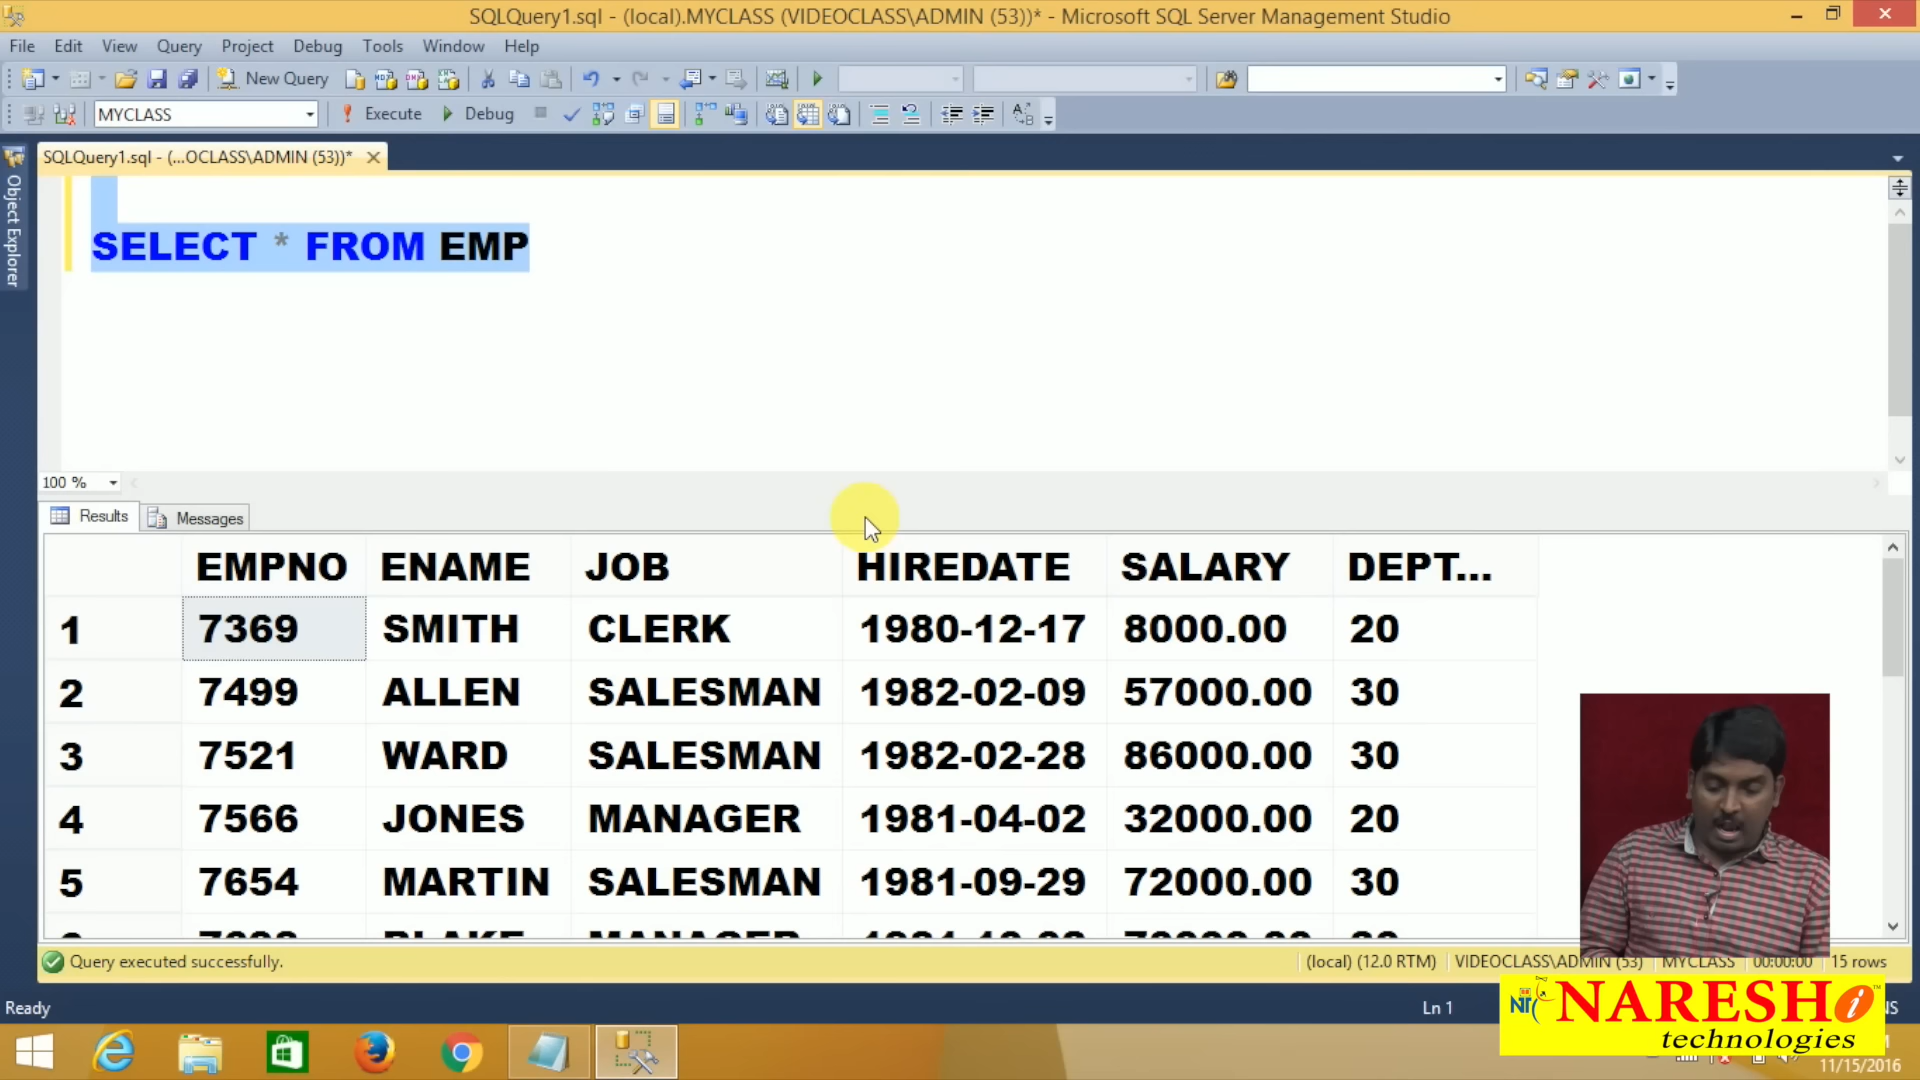 SQLQuery1.sql - (local).MYCLASS (VIDEOCLASS\ADMIN (53))* - Microsoft SQL Server Management Studio
File Edit View Query Project Debug Tools Window Help
New Query
MYCLASS Execute Debug
SQLQuery1.sql - (...OCLASS\ADMIN (53))*
Object Explorer
SELECT * FROM EMP
100 %
Results Messages
EMPNO ENAME JOB HIREDATE SALARY DEPT...
1 7369 SMITH CLERK 1980-12-17 8000.00 20
2 7499 ALLEN SALESMAN 1982-02-09 57000.00 30
3 7521 WARD SALESMAN 1982-02-28 86000.00 30
4 7566 JONES MANAGER 1981-04-02 32000.00 20
5 7654 MARTIN SALESMAN 1981-09-29 72000.00 30
Query executed successfully. (local) (12.0 RTM) VIDEOCLASS\ADMIN (53) MYCLASS 00:00:00 15 rows
Ready Ln 1
NARESH i
technologies
11/15/2016